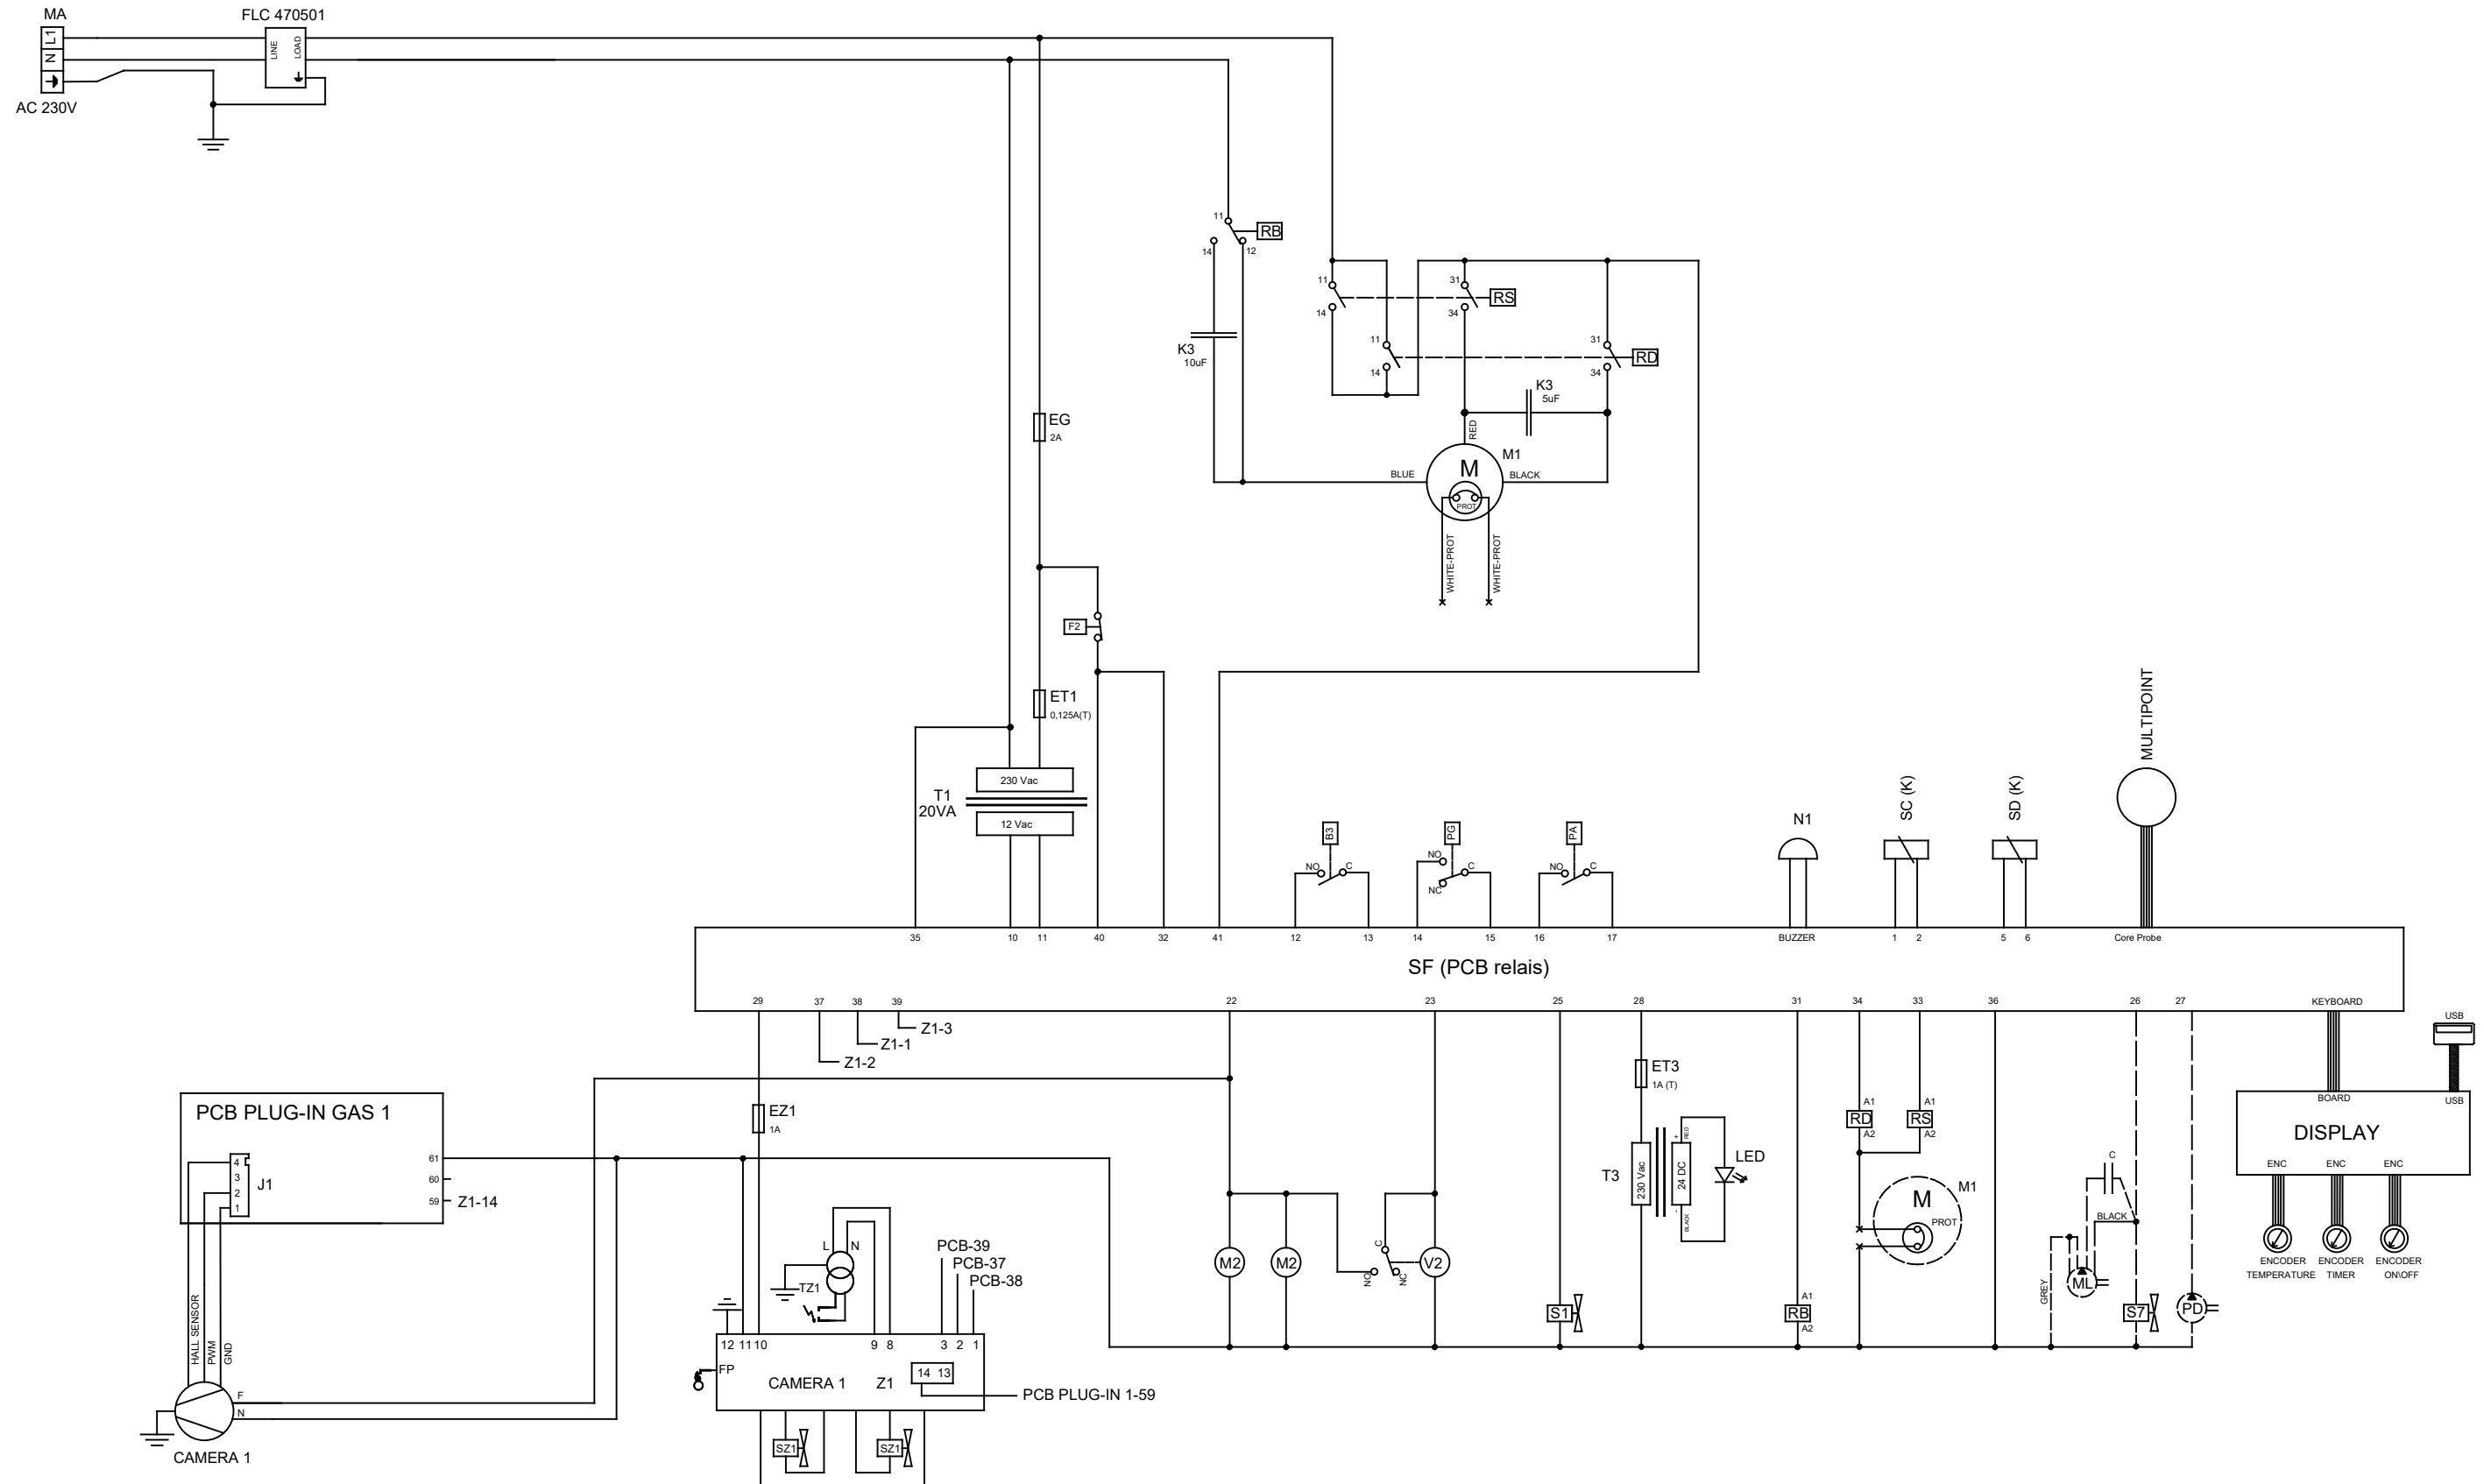 MA
FLC 470501
L1
N
LINE
LOAD
AC 230V
11
RB
14
12
K3
10uF
11
14
31
34
RS
11
14
31
34
RD
K3
5uF
RED
M1
M
BLUE
BLACK
PROT
WHITE-PROT
WHITE-PROT
EG
2A
F2
ET1
0,125A(T)
230 Vac
T1
20VA
12 Vac
B3
NO
C
PG
NO
C
NC
PA
NO
C
N1
SC (K)
SD (K)
MULTIPOINT
35
10
11
40
32
41
12
13
14
15
16
17
BUZZER
1
2
5
6
Core Probe
SF (PCB relais)
29
37
38
39
22
23
25
28
31
34
33
36
26
27
KEYBOARD
Z1-3
Z1-1
Z1-2
USB
PCB PLUG-IN GAS 1
4
3
2
1
J1
61
60
59
Z1-14
EZ1
1A
ET3
1A (T)
T3
230 Vac
24 DC
+
RED
-
BLACK
LED
A1
RD
A2
A1
RS
A2
M
M1
PROT
C
BLACK
GREY
ML
S7
PD
BOARD
USB
DISPLAY
ENC
ENC
ENC
ENCODER
TEMPERATURE
ENCODER
TIMER
ENCODER
ON\OFF
L
N
TZ1
PCB-39
PCB-37
PCB-38
M2
M2
C
NO
NC
V2
S1
A1
RB
A2
HALL SENSOR
PWM
GND
F
N
CAMERA 1
12
11
10
9
8
3
2
1
FP
CAMERA 1
Z1
14
13
PCB PLUG-IN 1-59
SZ1
SZ1